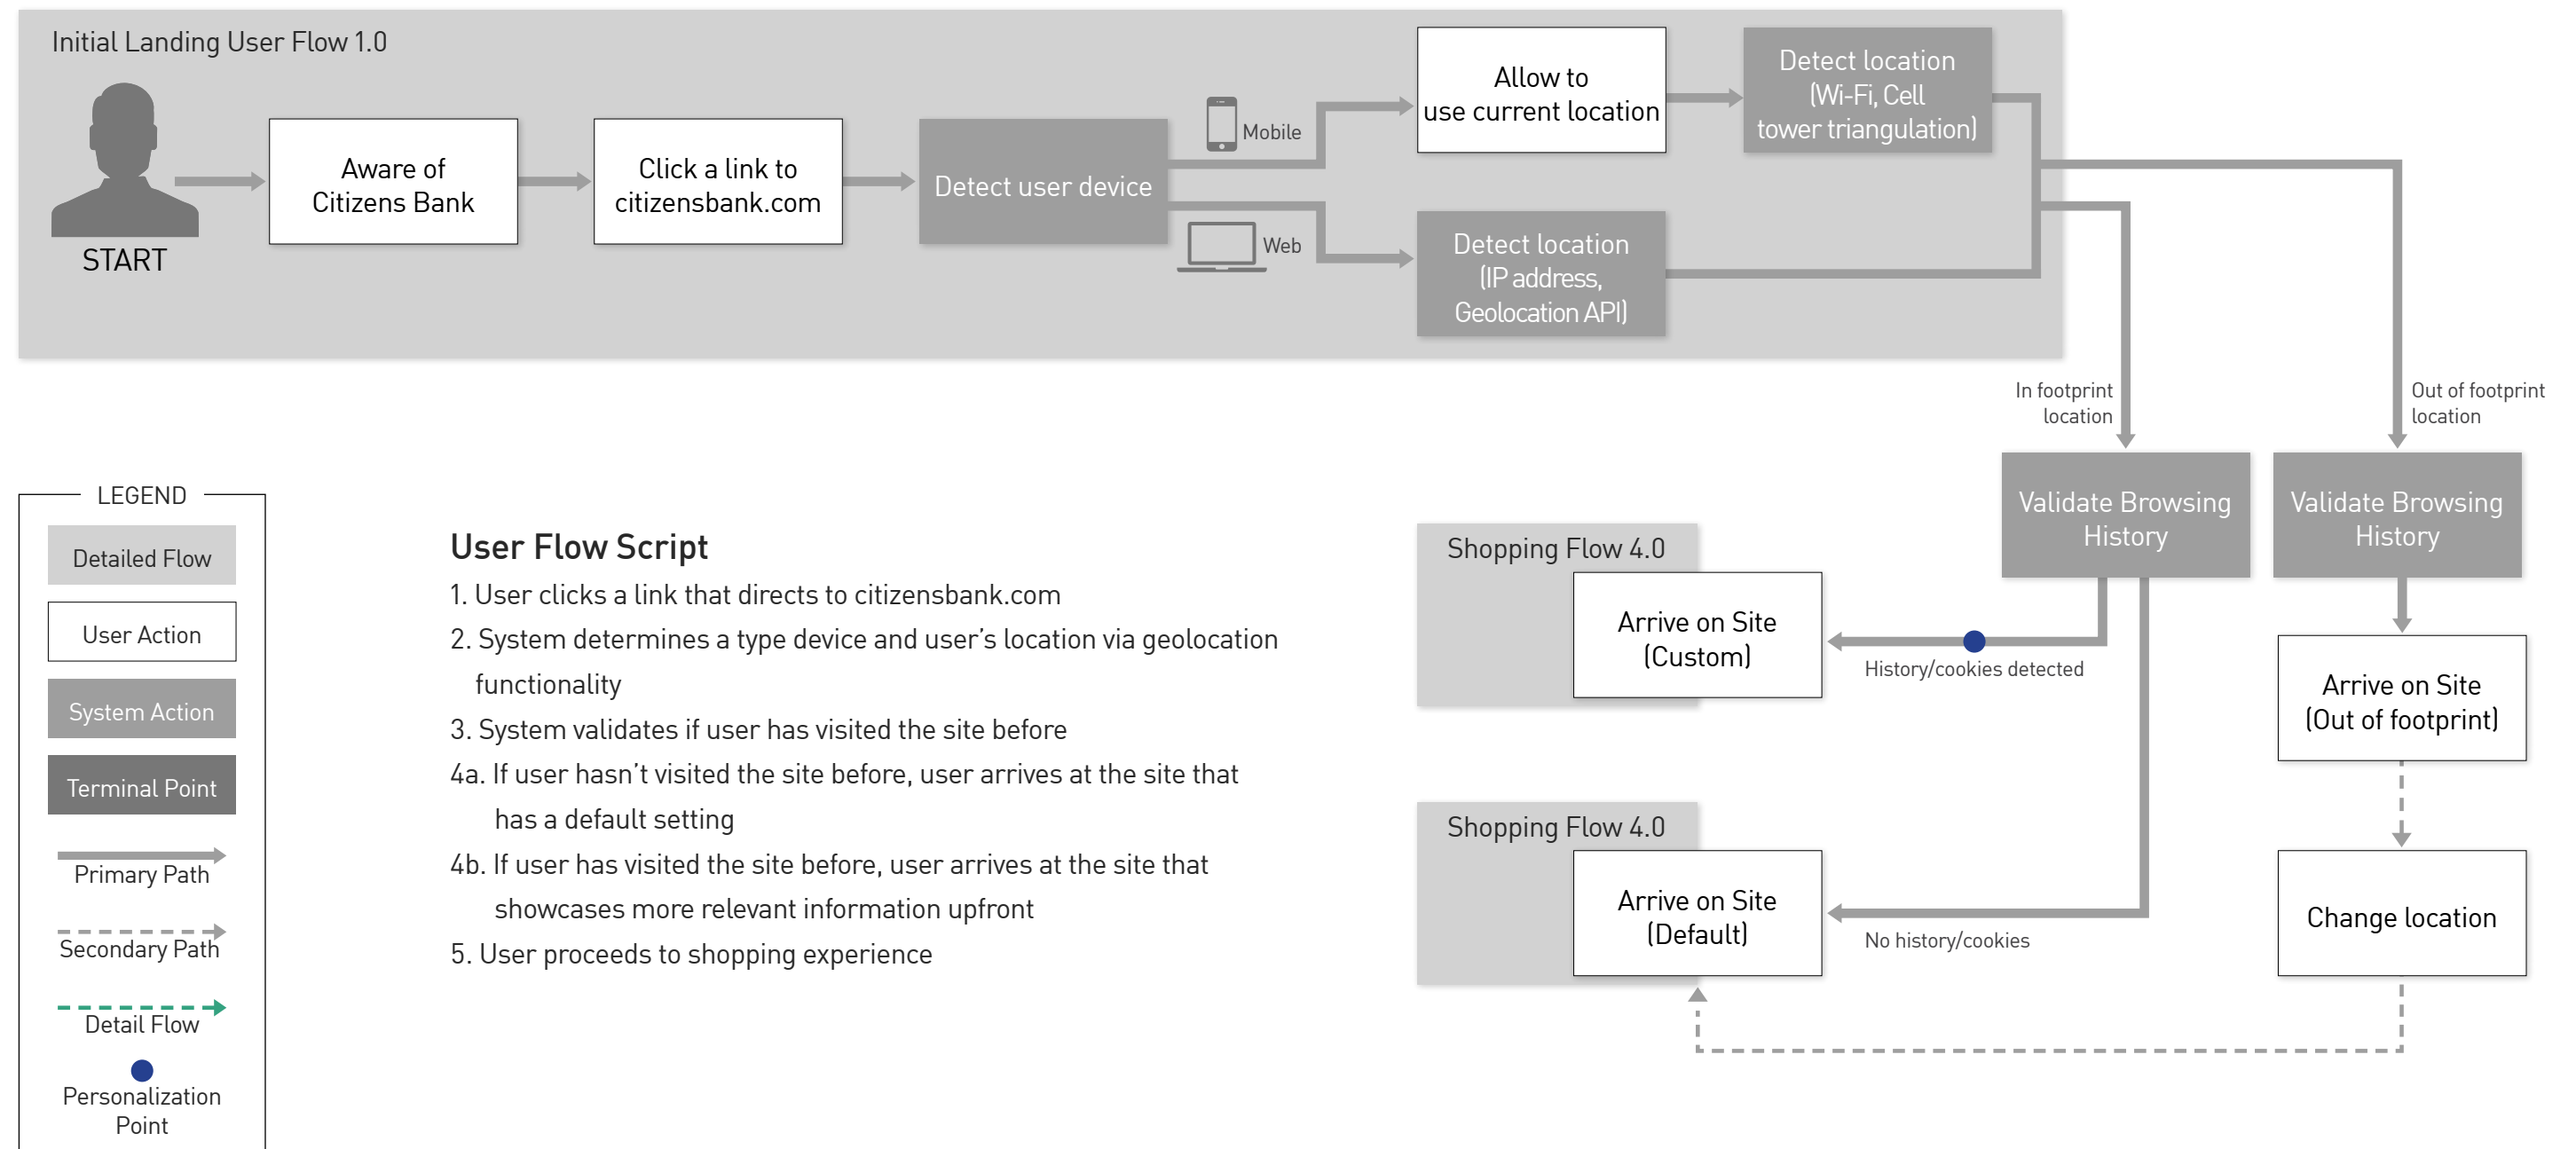 Initial Landing User Flow 1.0
START
Aware of
Citizens Bank
Click a link to
citizensbank.com
Detect user device
Mobile
Web
Allow to
use current location
Detect location
(Wi-Fi, Cell
tower triangulation)
Detect location
(IP address,
Geolocation API)
In footprint
location
Out of footprint
location
Validate Browsing
History
Validate Browsing
History
Shopping Flow 4.0
Arrive on Site
(Custom)
History/cookies detected
Arrive on Site
(Out of footprint)
Shopping Flow 4.0
Arrive on Site
(Default)
No history/cookies
Change location
LEGEND
Detailed Flow
User Action
System Action
Terminal Point
Primary Path
Secondary Path
Detail Flow
Personalization
Point
User Flow Script
1. User clicks a link that directs to citizensbank.com
2. System determines a type device and user’s location via geolocation
functionality
3. System validates if user has visited the site before
4a. If user hasn’t visited the site before, user arrives at the site that
has a default setting
4b. If user has visited the site before, user arrives at the site that
showcases more relevant information upfront
5. User proceeds to shopping experience